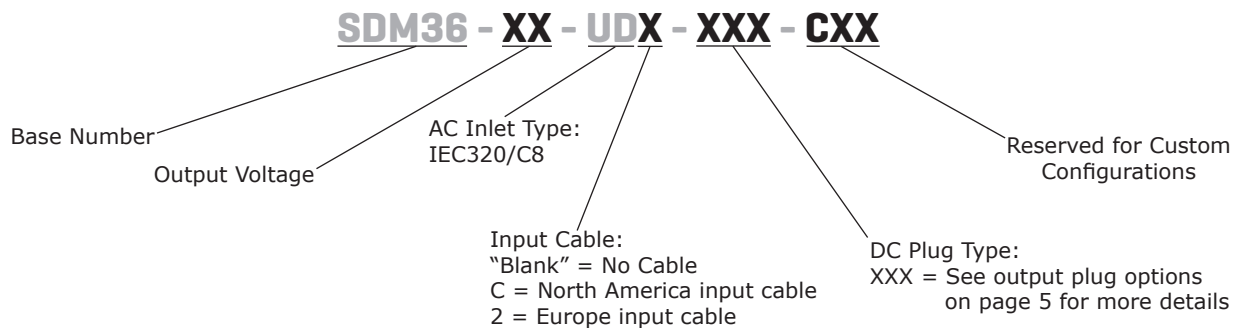 SDM36 - XX - UDX - XXX - CXX
Base Number
Output Voltage
AC Inlet Type:
IEC320/C8
Input Cable:
"Blank" = No Cable
C = North America input cable
2 = Europe input cable
DC Plug Type:
XXX = See output plug options
on page 5 for more details
Reserved for Custom
Configurations